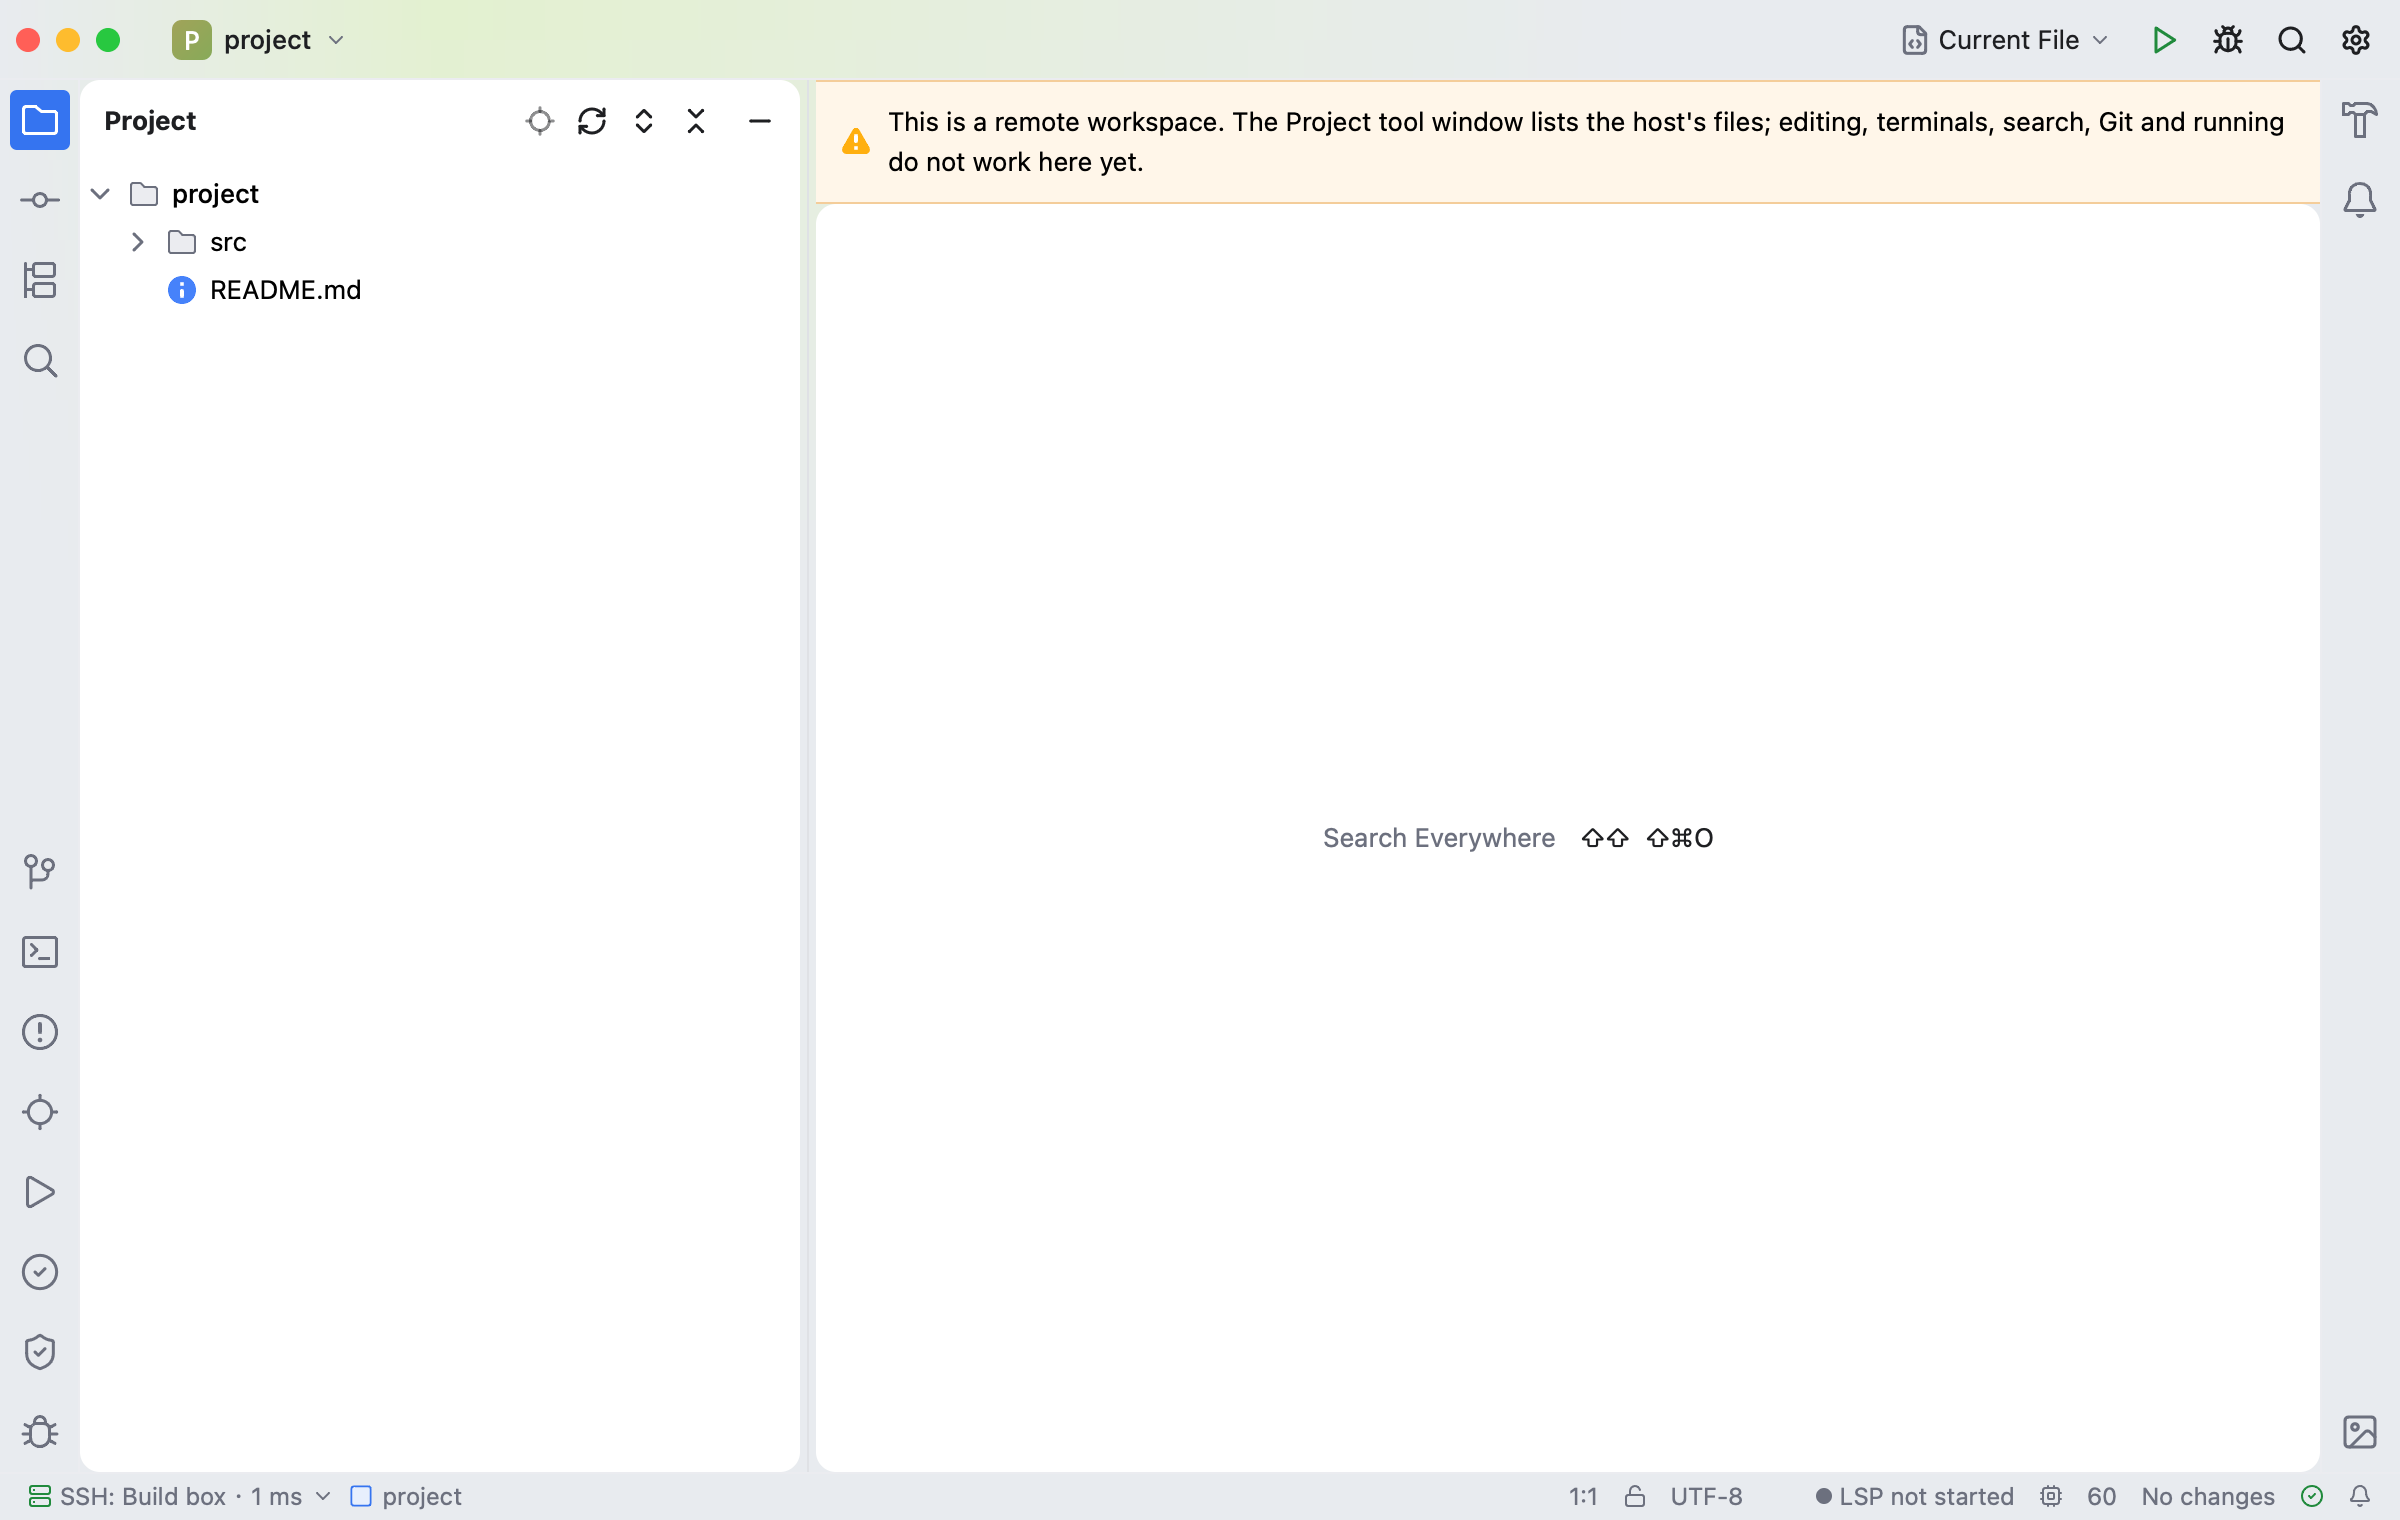 P project
Current File
Project
project
src
README.md
This is a remote workspace. The Project tool window lists the host's files; editing, terminals, search, Git and running
do not work here yet.
Search Everywhere ⇧⇧ ⇧⌘O
SSH: Build box · 1 ms
project
1:1
UTF-8
LSP not started
60
No changes